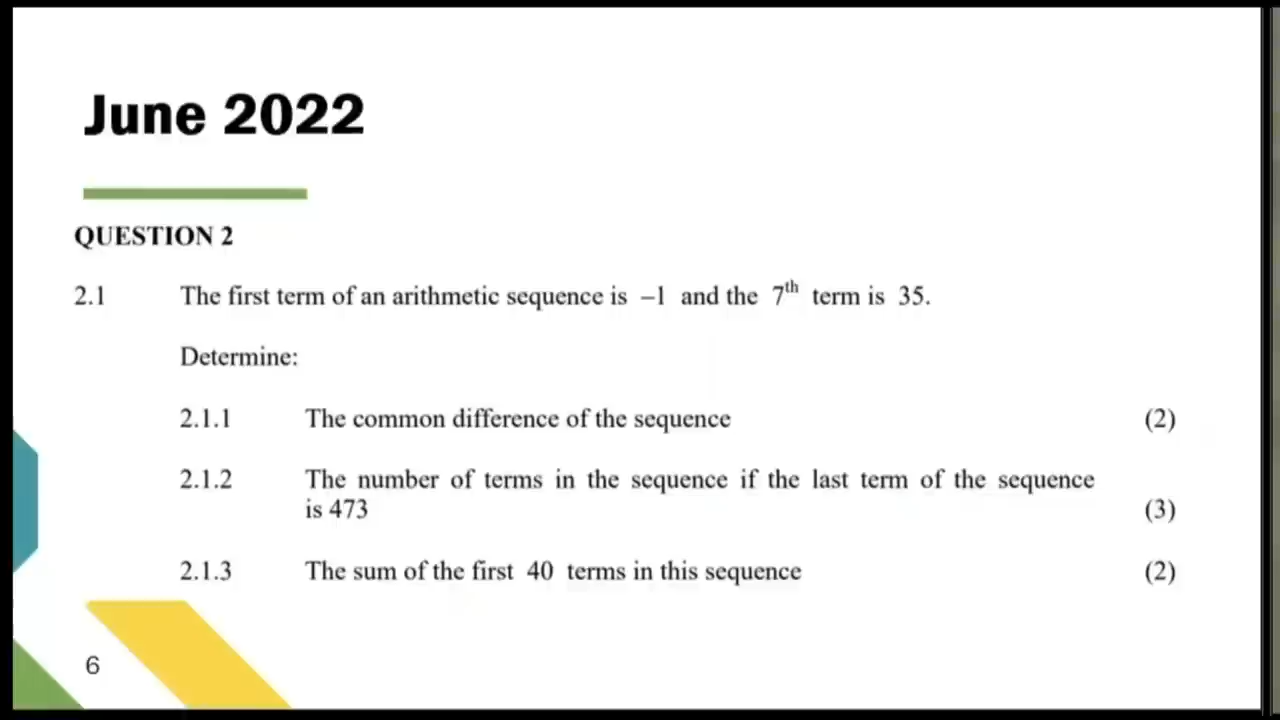 June 2022
QUESTION 2
2.1 The first term of an arithmetic sequence is –1 and the 7th term is 35.
Determine:
2.1.1 The common difference of the sequence (2)
2.1.2 The number of terms in the sequence if the last term of the sequence
is 473 (3)
2.1.3 The sum of the first 40 terms in this sequence (2)
6